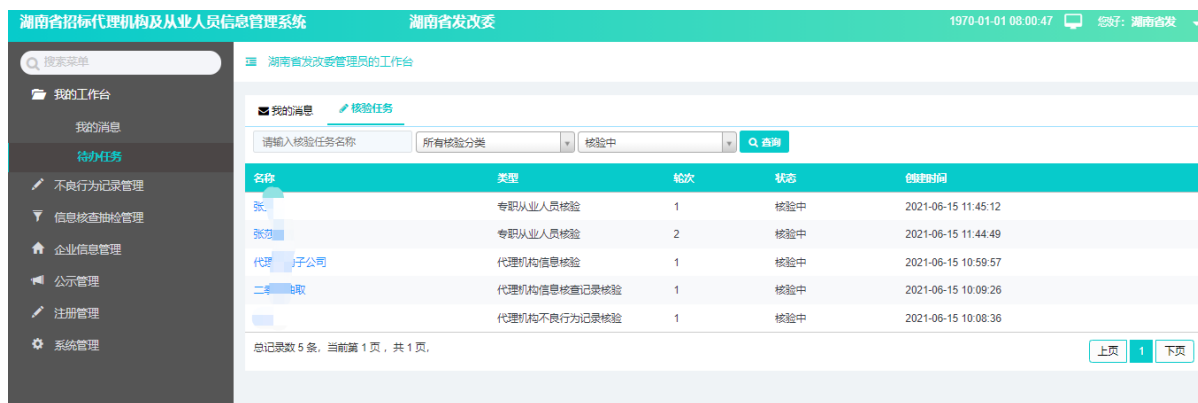 湖南省招标代理机构及从业人员信息管理系统 湖南省发改委 1970-01-01 08:00:47 您好: 湖南省发
搜索菜单
我的工作台
我的消息
待办任务
不良行为记录管理
信息核查抽检管理
企业信息管理
公示管理
注册管理
系统管理
湖南省发改委管理员的工作台
我的消息 核验任务
请输入核验任务名称 所有核验分类 核验中 查询
名称 类型 轮次 状态 创建时间
张 专职从业人员核验 1 核验中 2021-06-15 11:45:12
张 专职从业人员核验 2 核验中 2021-06-15 11:44:49
代理 子公司 代理机构信息核验 1 核验中 2021-06-15 10:59:57
二 抽取 代理机构信息核查记录核验 1 核验中 2021-06-15 10:09:26
代理机构不良行为记录核验 1 核验中 2021-06-15 10:08:36
总记录数 5 条, 当前第 1 页 , 共 1 页,
上页 1 下页